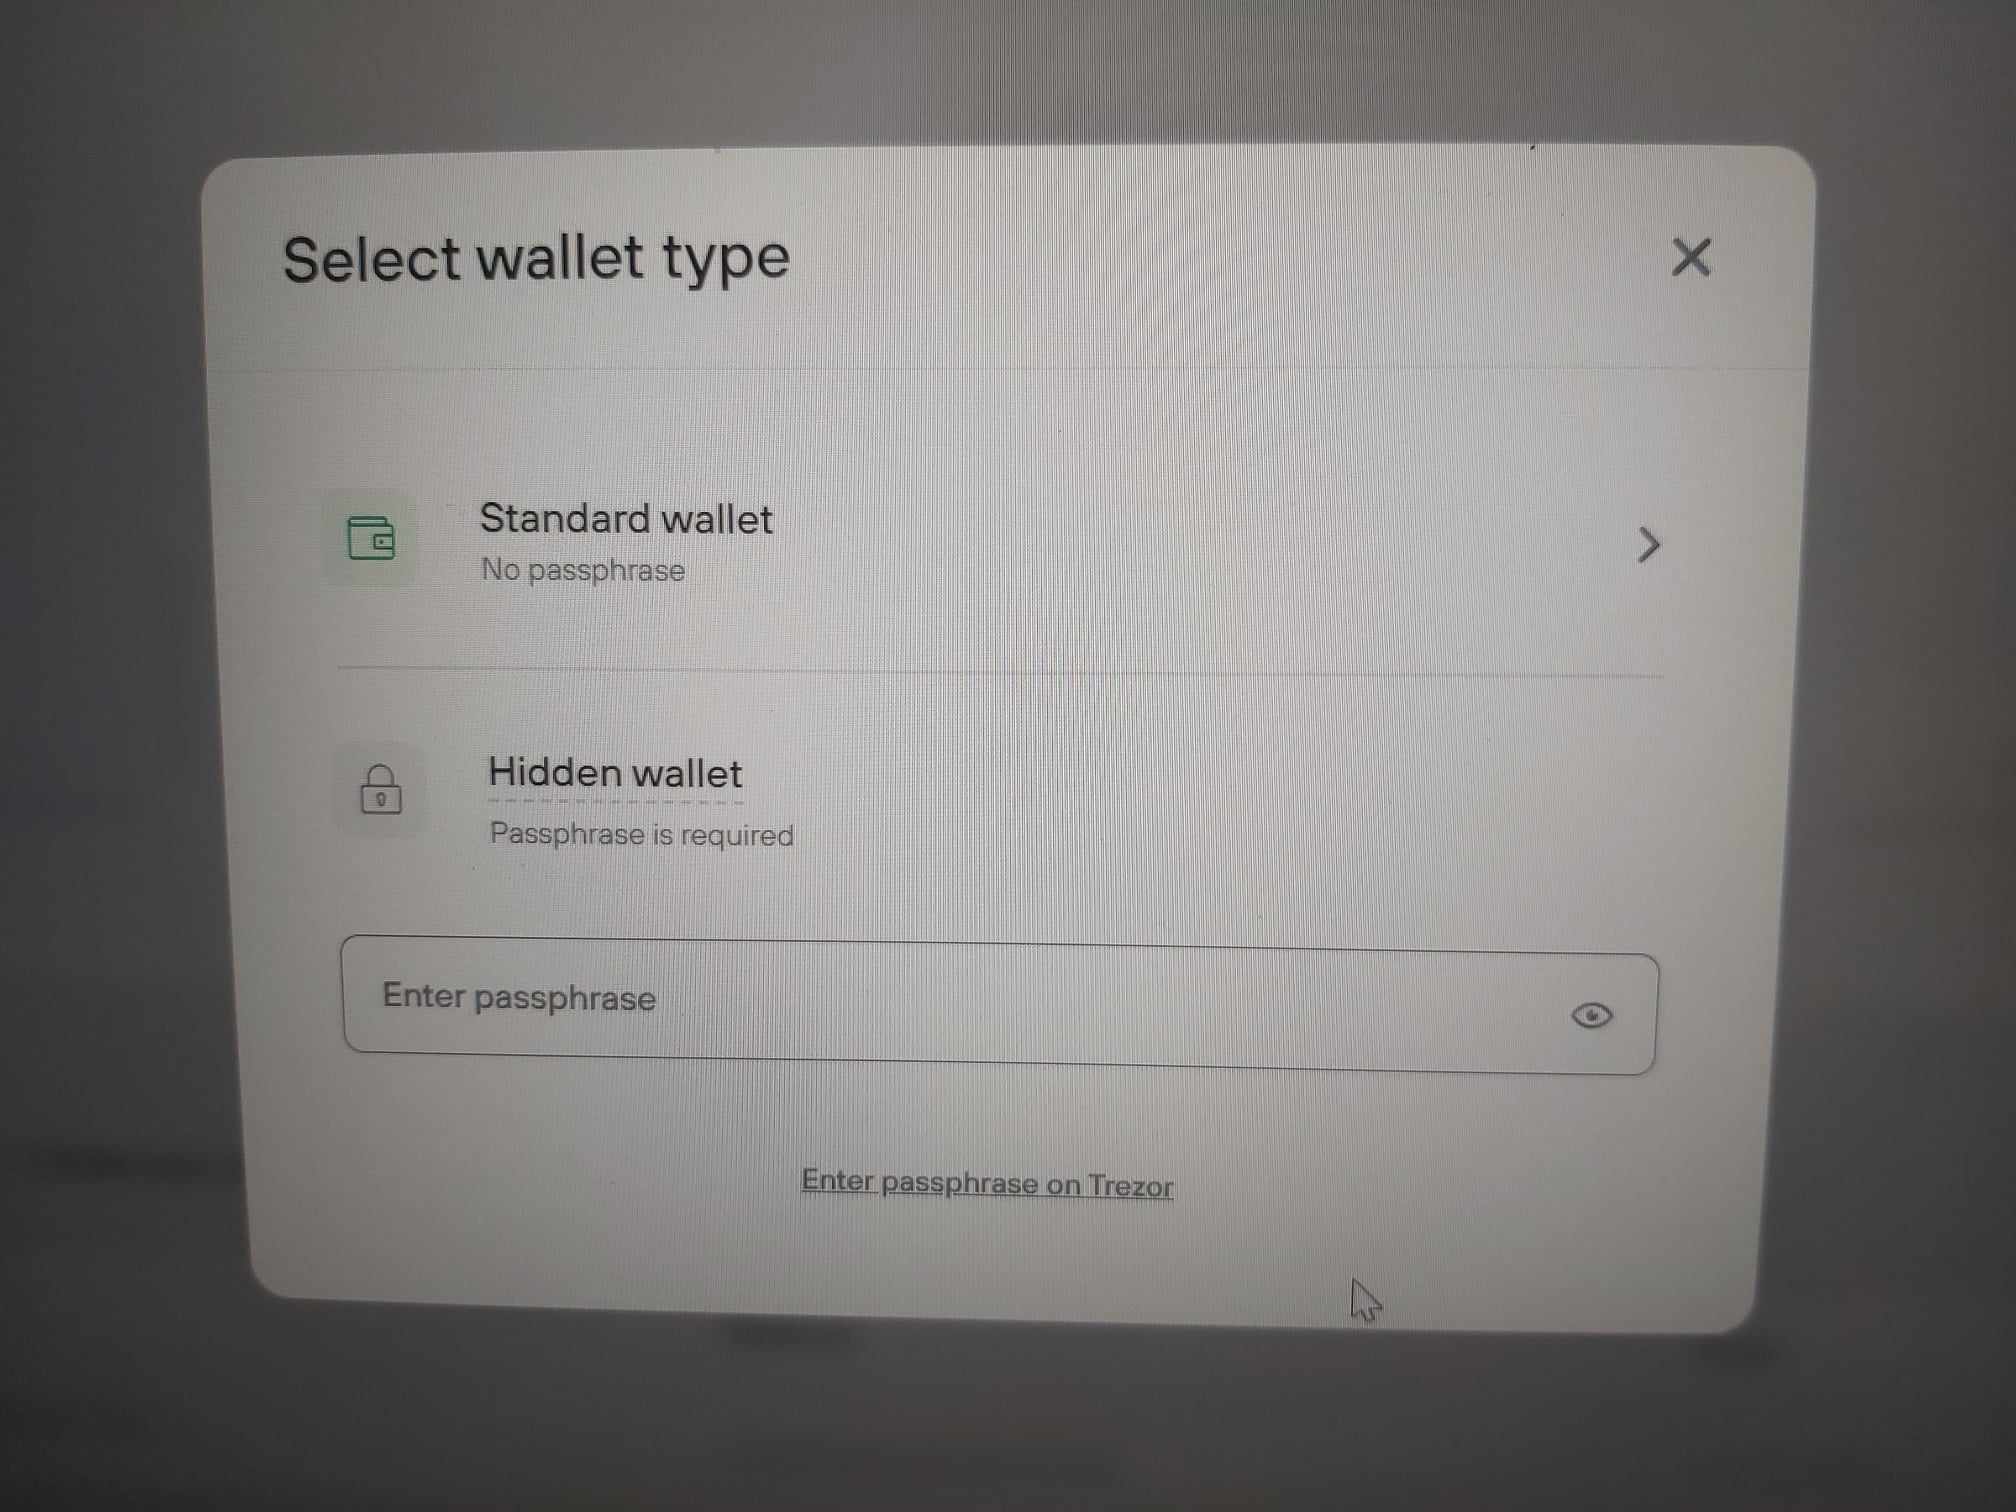 Select wallet type
Standard wallet
No passphrase
Hidden wallet
Passphrase is required
Enter passphrase
Enter passphrase on Trezor